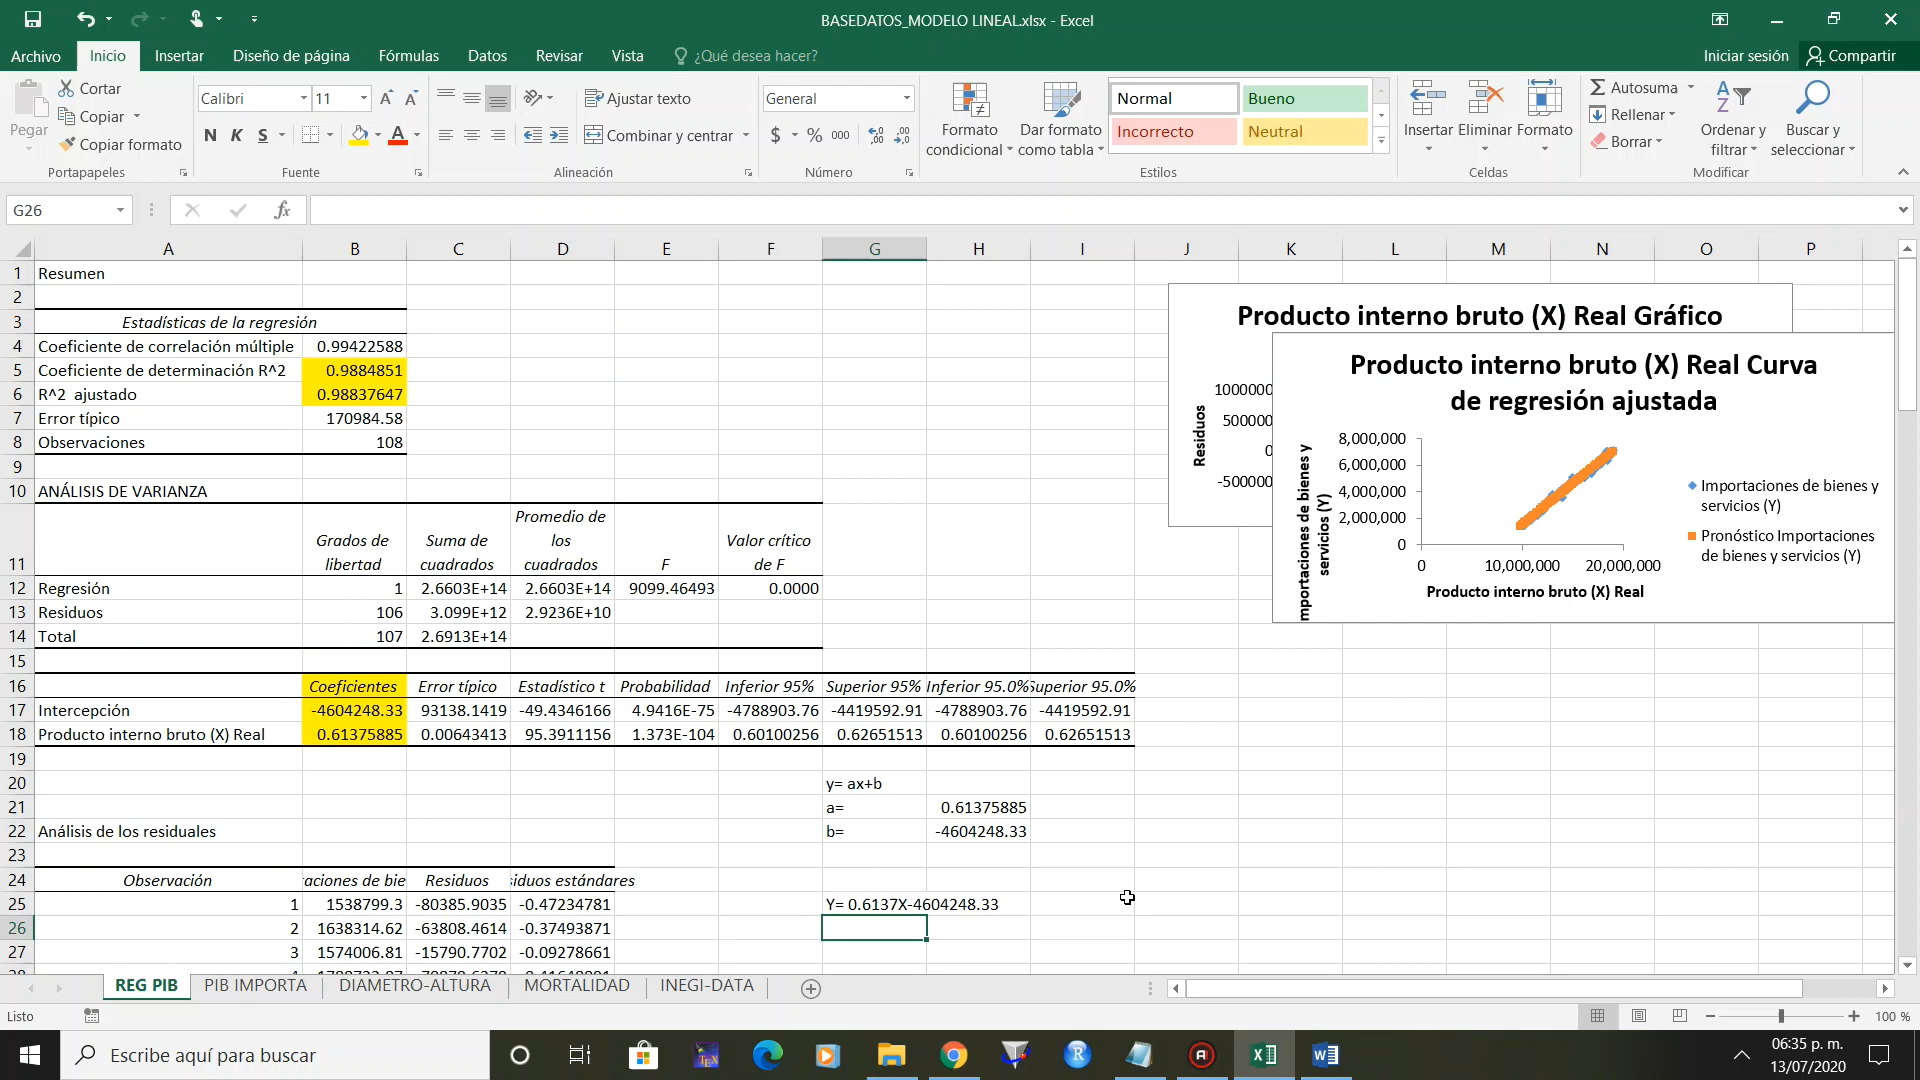 BASEDATOS_MODELO LINEAL.xlsx - Excel
Archivo Inicio Insertar Diseño de página Fórmulas Datos Revisar Vista ¿Qué desea hacer? Iniciar sesión Compartir
Pegar
Cortar
Copiar
Copiar formato
Portapapeles
Calibri 11
N K S A
Fuente
Ajustar texto
Combinar y centrar
Alineación
General
$ % 000
Número
Formato condicional
Dar formato como tabla
Normal Bueno
Incorrecto Neutral
Estilos
Insertar Eliminar Formato
Celdas
Autosuma
Rellenar
Borrar
Ordenar y filtrar
Buscar y seleccionar
Modificar
G26 fx
A B C D E F G H I J K L M N O P
1 Resumen
2
3 Estadísticas de la regresión
4 Coeficiente de correlación múltiple 0.99422588
5 Coeficiente de determinación R^2 0.9884851
6 R^2 ajustado 0.98837647
7 Error típico 170984.58
8 Observaciones 108
9
10 ANÁLISIS DE VARIANZA
11 Grados de libertad Suma de cuadrados Promedio de los cuadrados F Valor crítico de F
12 Regresión 1 2.6603E+14 2.6603E+14 9099.46493 0.0000
13 Residuos 106 3.099E+12 2.9236E+10
14 Total 107 2.6913E+14
15
16 Coeficientes Error típico Estadístico t Probabilidad Inferior 95% Superior 95% Inferior 95.0% Superior 95.0%
17 Intercepción -4604248.33 93138.1419 -49.4346166 4.9416E-75 -4788903.76 -4419592.91 -4788903.76 -4419592.91
18 Producto interno bruto (X) Real 0.61375885 0.00643413 95.3911156 1.373E-104 0.60100256 0.62651513 0.60100256 0.62651513
19
20 y= ax+b
21 a= 0.61375885
22 Análisis de los residuales b= -4604248.33
23
24 Observación raciones de bie Residuos siduos estándares
25 1 1538799.3 -80385.9035 -0.47234781 Y= 0.6137X-4604248.33
26 2 1638314.62 -63808.4614 -0.37493871
27 3 1574006.81 -15790.7702 -0.09278661
Producto interno bruto (X) Real Gráfico
Residuos
1000000
500000
0
-500000
Producto interno bruto (X) Real Curva
de regresión ajustada
mportaciones de bienes y
servicios (Y)
8,000,000
6,000,000
4,000,000
2,000,000
0
0 10,000,000 20,000,000
Producto interno bruto (X) Real
Importaciones de bienes y
servicios (Y)
Pronóstico Importaciones
de bienes y servicios (Y)
REG PIB PIB IMPORTA DIAMETRO-ALTURA MORTALIDAD INEGI-DATA
Listo 100 %
Escribe aquí para buscar
06:35 p. m.
13/07/2020